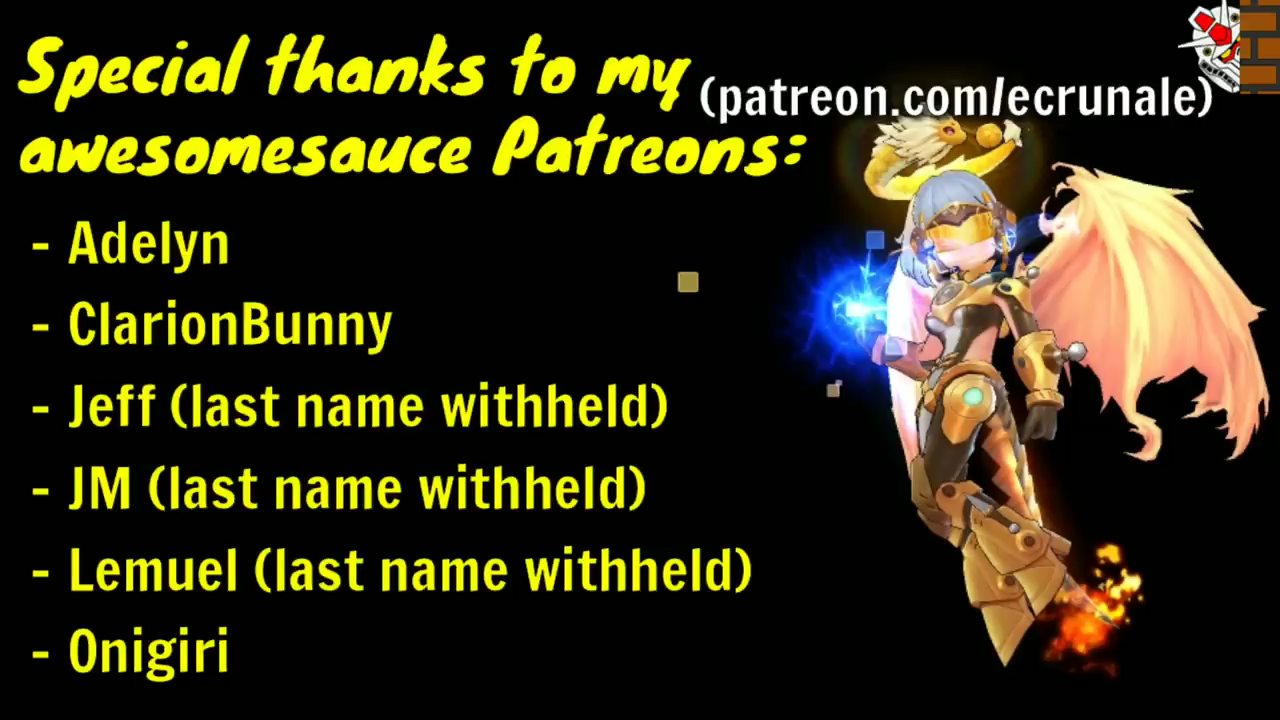 Special thanks to my
(patreon.com/ecrunale)
awesomesauce Patreons:
- Adelyn
- ClarionBunny
- Jeff (last name withheld)
- JM (last name withheld)
- Lemuel (last name withheld)
- Onigiri